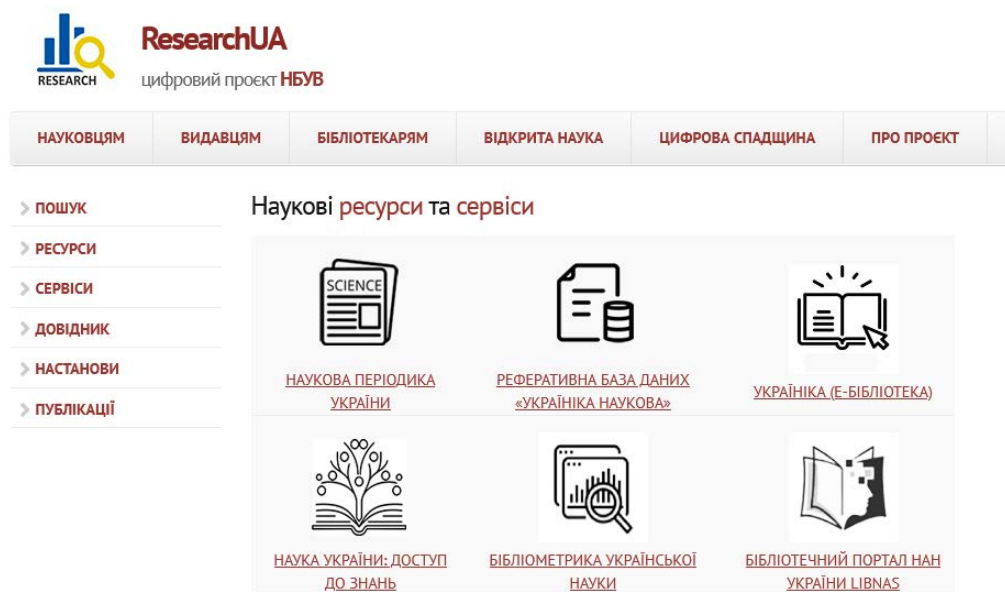 RESEARCH
ResearchUA
цифровий проєкт НБУВ
НАУКОВЦЯМ ВИДАВЦЯМ БІБЛІОТЕКАРЯМ ВІДКРИТА НАУКА ЦИФРОВА СПАДЩИНА ПРО ПРОЄКТ
ПОШУК
РЕСУРСИ
СЕРВІСИ
ДОВІДНИК
НАСТАНОВИ
ПУБЛІКАЦІЇ
Наукові ресурси та сервіси
SCIENCE
НАУКОВА ПЕРІОДИКА
УКРАЇНИ
РЕФЕРАТИВНА БАЗА ДАНИХ
«УКРАЇНІКА НАУКОВА»
УКРАЇНІКА (Е-БІБЛІОТЕКА)
НАУКА УКРАЇНИ: ДОСТУП
ДО ЗНАНЬ
БІБЛІОМЕТРИКА УКРАЇНСЬКОЇ
НАУКИ
БІБЛІОТЕЧНИЙ ПОРТАЛ НАН
УКРАЇНИ LIBNAS